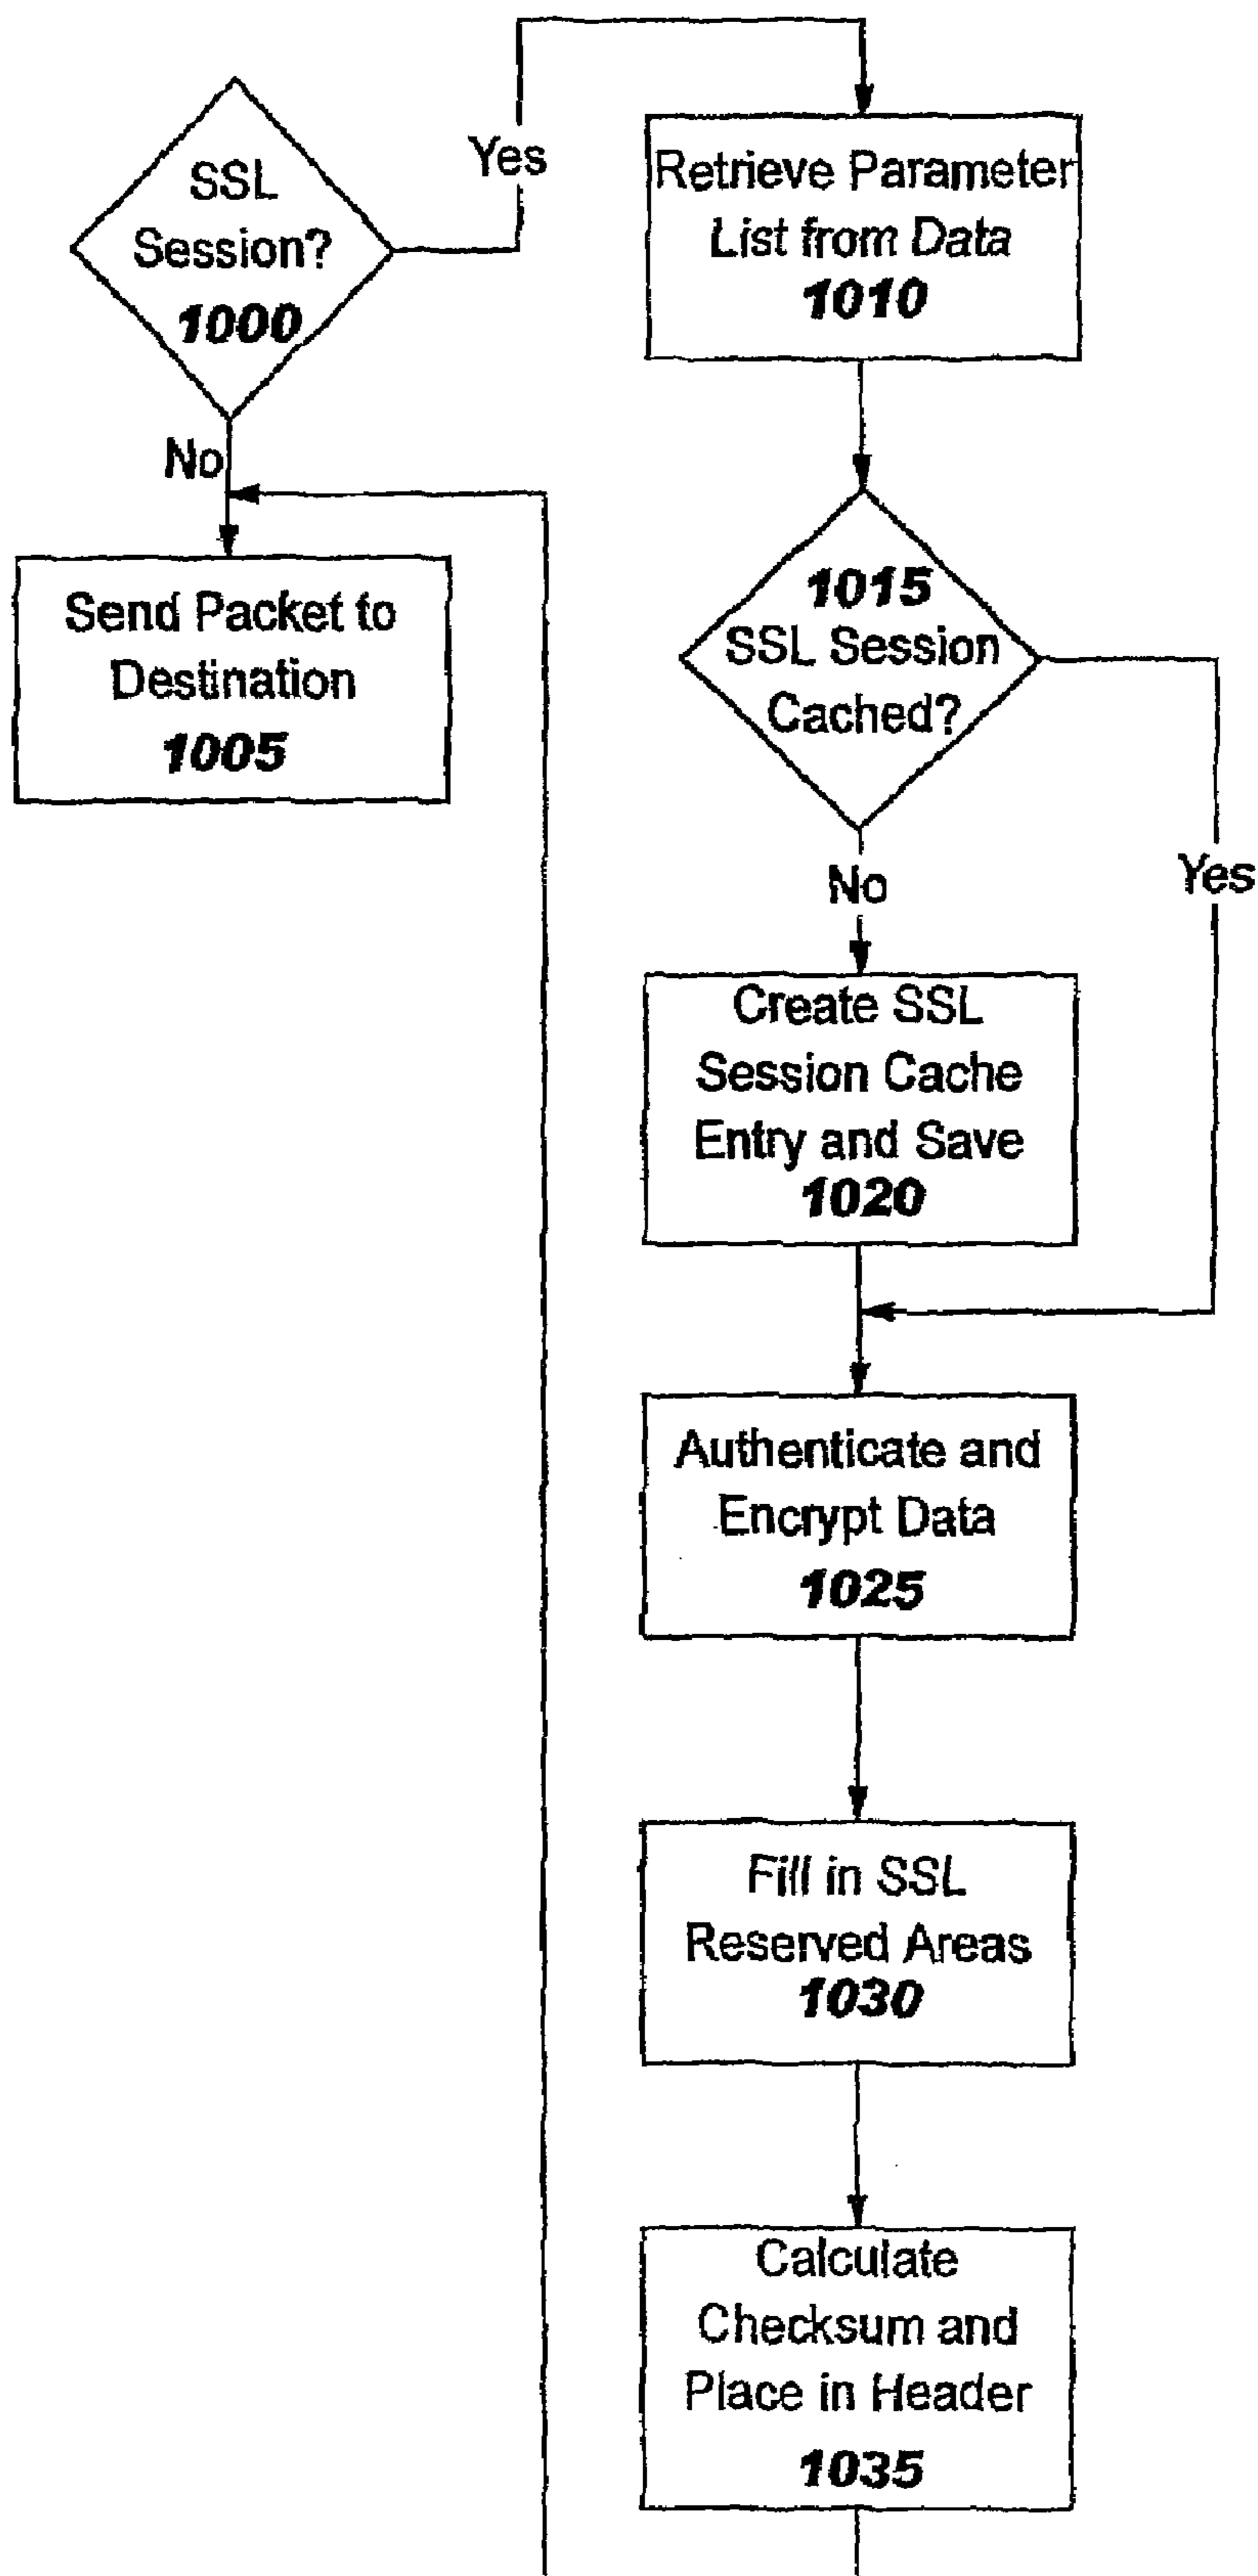 SSL
Session?
1000
Yes
No
Send Packet to
Destination
1005
Retrieve Parameter
List from Data
1010
1015
SSL Session
Cached?
No
Yes
Create SSL
Session Cache
Entry and Save
1020
Authenticate and
Encrypt Data
1025
Fill in SSL
Reserved Areas
1030
Calculate
Checksum and
Place in Header
1035